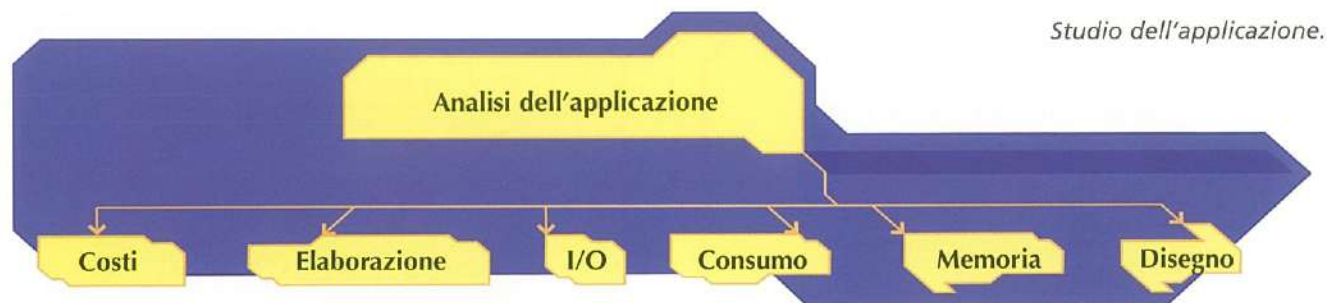 Studio dell'applicazione.
Analisi dell'applicazione
Costi
Elaborazione
I/O
Consumo
Memoria
Disegno